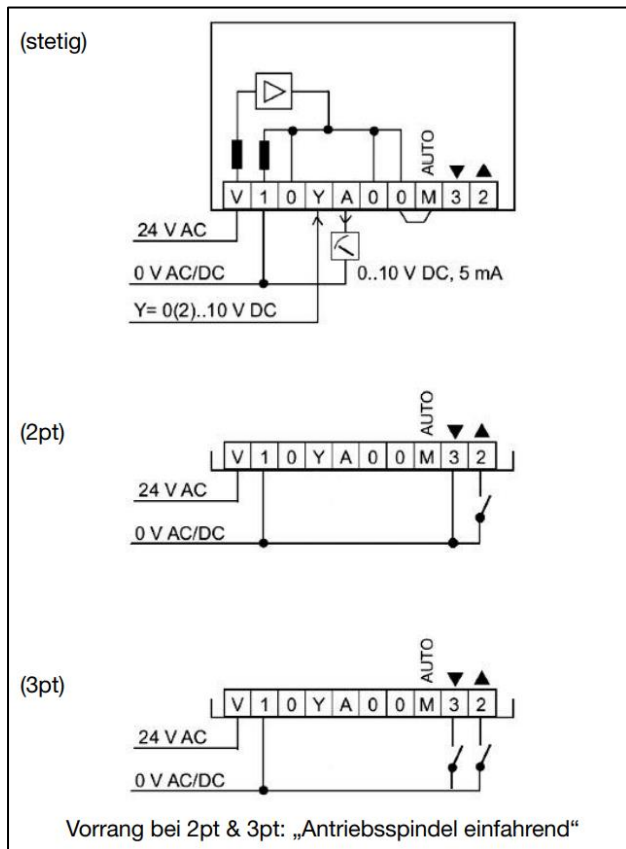 (stetig)
AUTO
V 1 0 Y A 0 0 M 3 2
24 V AC
0 V AC/DC
0..10 V DC, 5 mA
Y= 0(2)..10 V DC
(2pt)
AUTO
V 1 0 Y A 0 0 M 3 2
24 V AC
0 V AC/DC
(3pt)
AUTO
V 1 0 Y A 0 0 M 3 2
24 V AC
0 V AC/DC
Vorrang bei 2pt & 3pt: „Antriebsspindel einfahrend“